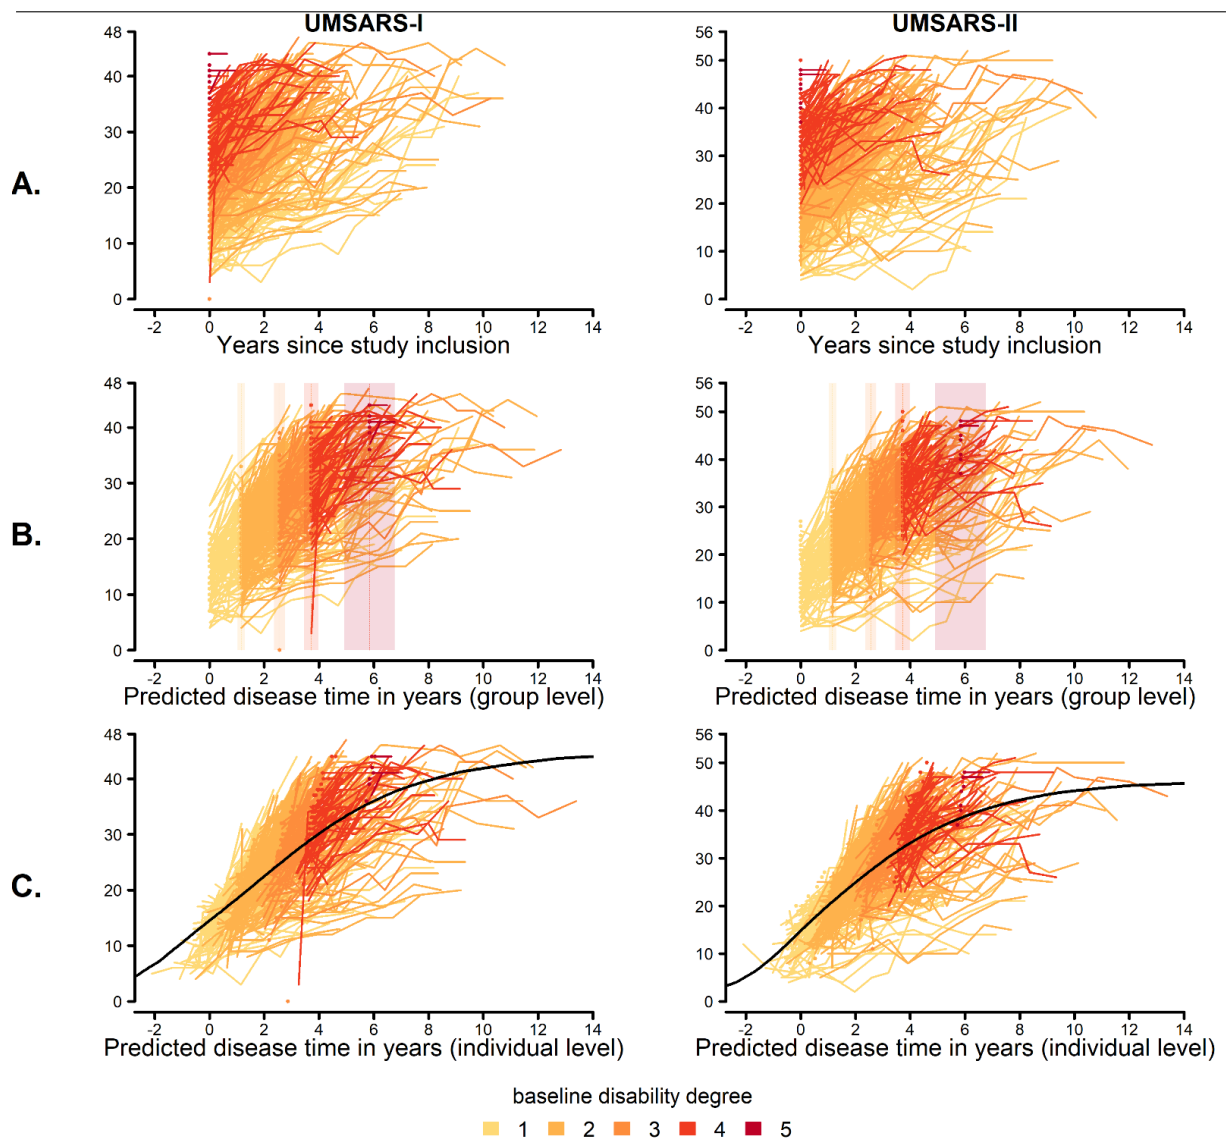 UMSARS-I
UMSARS-II
A.
48
40
30
20
10
0
-2 0 2 4 6 8 10 12 14
Years since study inclusion
56
50
40
30
20
10
0
-2 0 2 4 6 8 10 12 14
Years since study inclusion
B.
48
40
30
20
10
0
-2 0 2 4 6 8 10 12 14
Predicted disease time in years (group level)
56
50
40
30
20
10
0
-2 0 2 4 6 8 10 12 14
Predicted disease time in years (group level)
C.
48
40
30
20
10
0
-2 0 2 4 6 8 10 12 14
Predicted disease time in years (individual level)
56
50
40
30
20
10
0
-2 0 2 4 6 8 10 12 14
Predicted disease time in years (individual level)
baseline disability degree
1 2 3 4 5